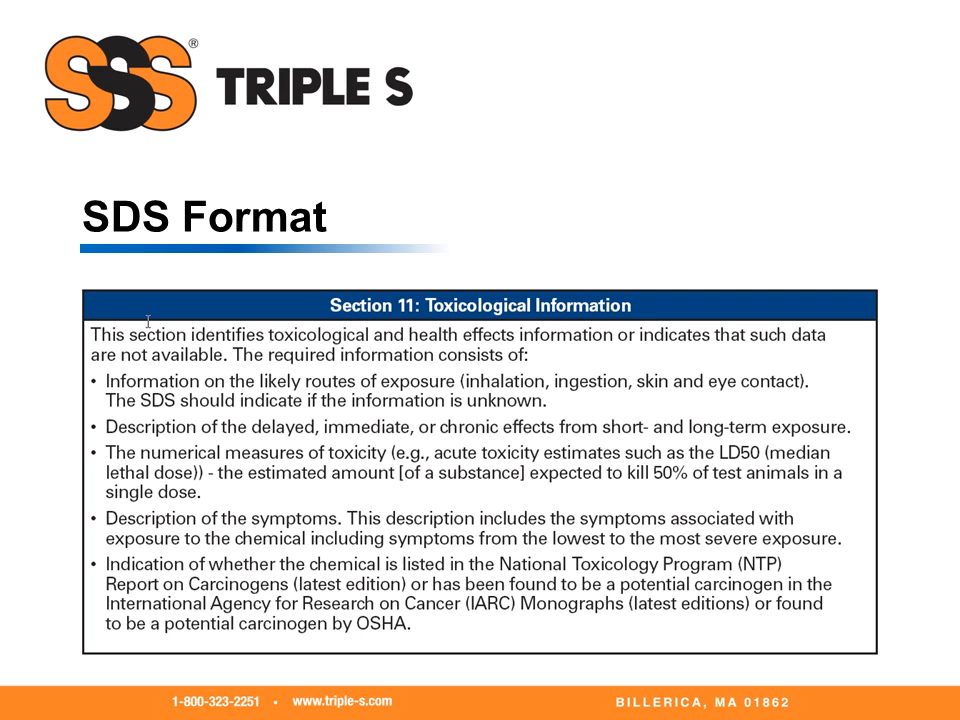 SSS®
TRIPLE S
SDS Format
Section 11: Toxicological Information
This section identifies toxicological and health effects information or indicates that such data
are not available. The required information consists of:
• Information on the likely routes of exposure (inhalation, ingestion, skin and eye contact).
The SDS should indicate if the information is unknown.
• Description of the delayed, immediate, or chronic effects from short- and long-term exposure.
• The numerical measures of toxicity (e.g., acute toxicity estimates such as the LD50 (median
lethal dose)) - the estimated amount [of a substance] expected to kill 50% of test animals in a
single dose.
• Description of the symptoms. This description includes the symptoms associated with
exposure to the chemical including symptoms from the lowest to the most severe exposure.
• Indication of whether the chemical is listed in the National Toxicology Program (NTP)
Report on Carcinogens (latest edition) or has been found to be a potential carcinogen in the
International Agency for Research on Cancer (IARC) Monographs (latest editions) or found
to be a potential carcinogen by OSHA.
1-800-323-2251 • www.triple-s.com
BILLERICA, MA 01862